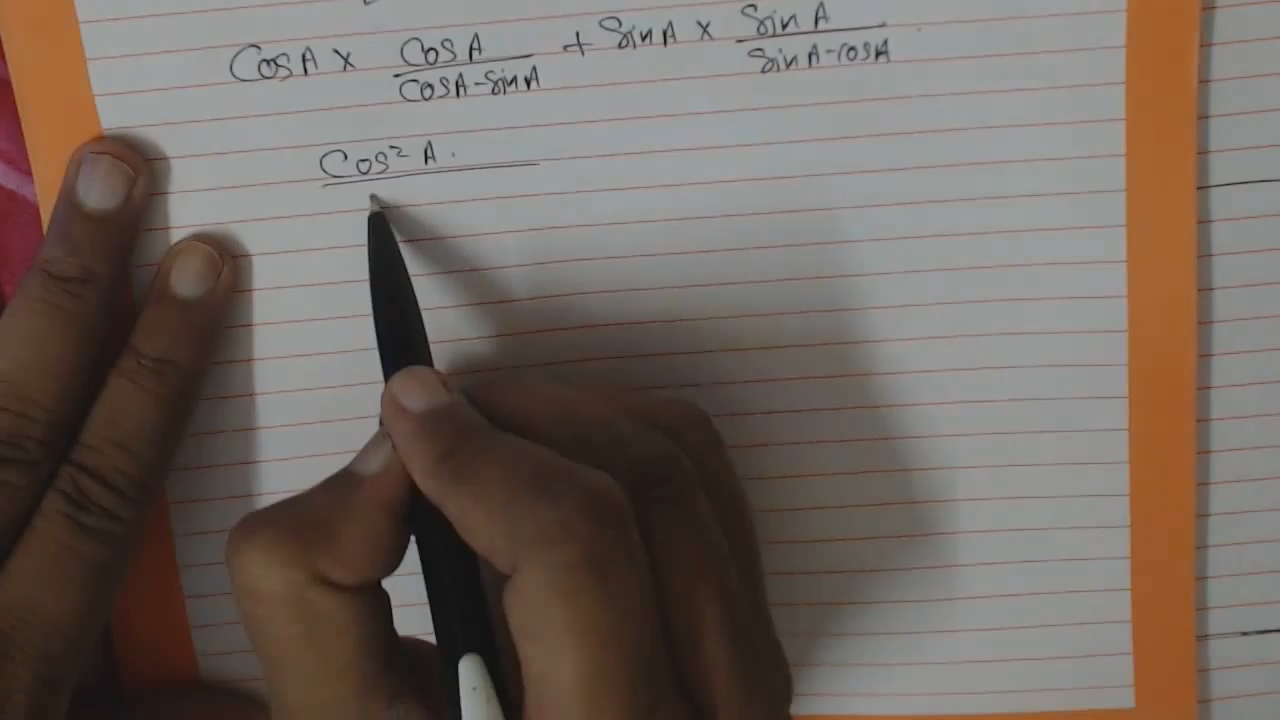 CosA × CosA / CosA-SinA + SinA × SinA / SinA-cosA
Cos² A.